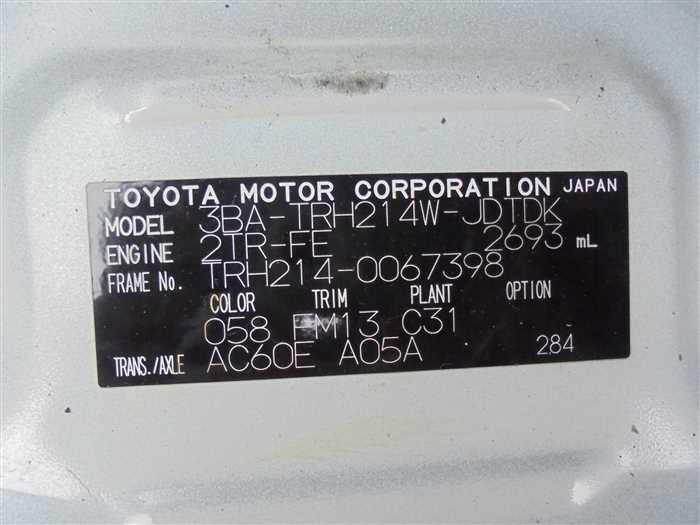 TOYOTA MOTOR CORPORATION JAPAN
MODEL 3BA-TRH214W-JDTDK
ENGINE 2TR-FE 2693 mL
FRAME No. TRH214-0067398
COLOR TRIM PLANT OPTION
058 FM13 C31
TRANS./AXLE AC60E A05A 284